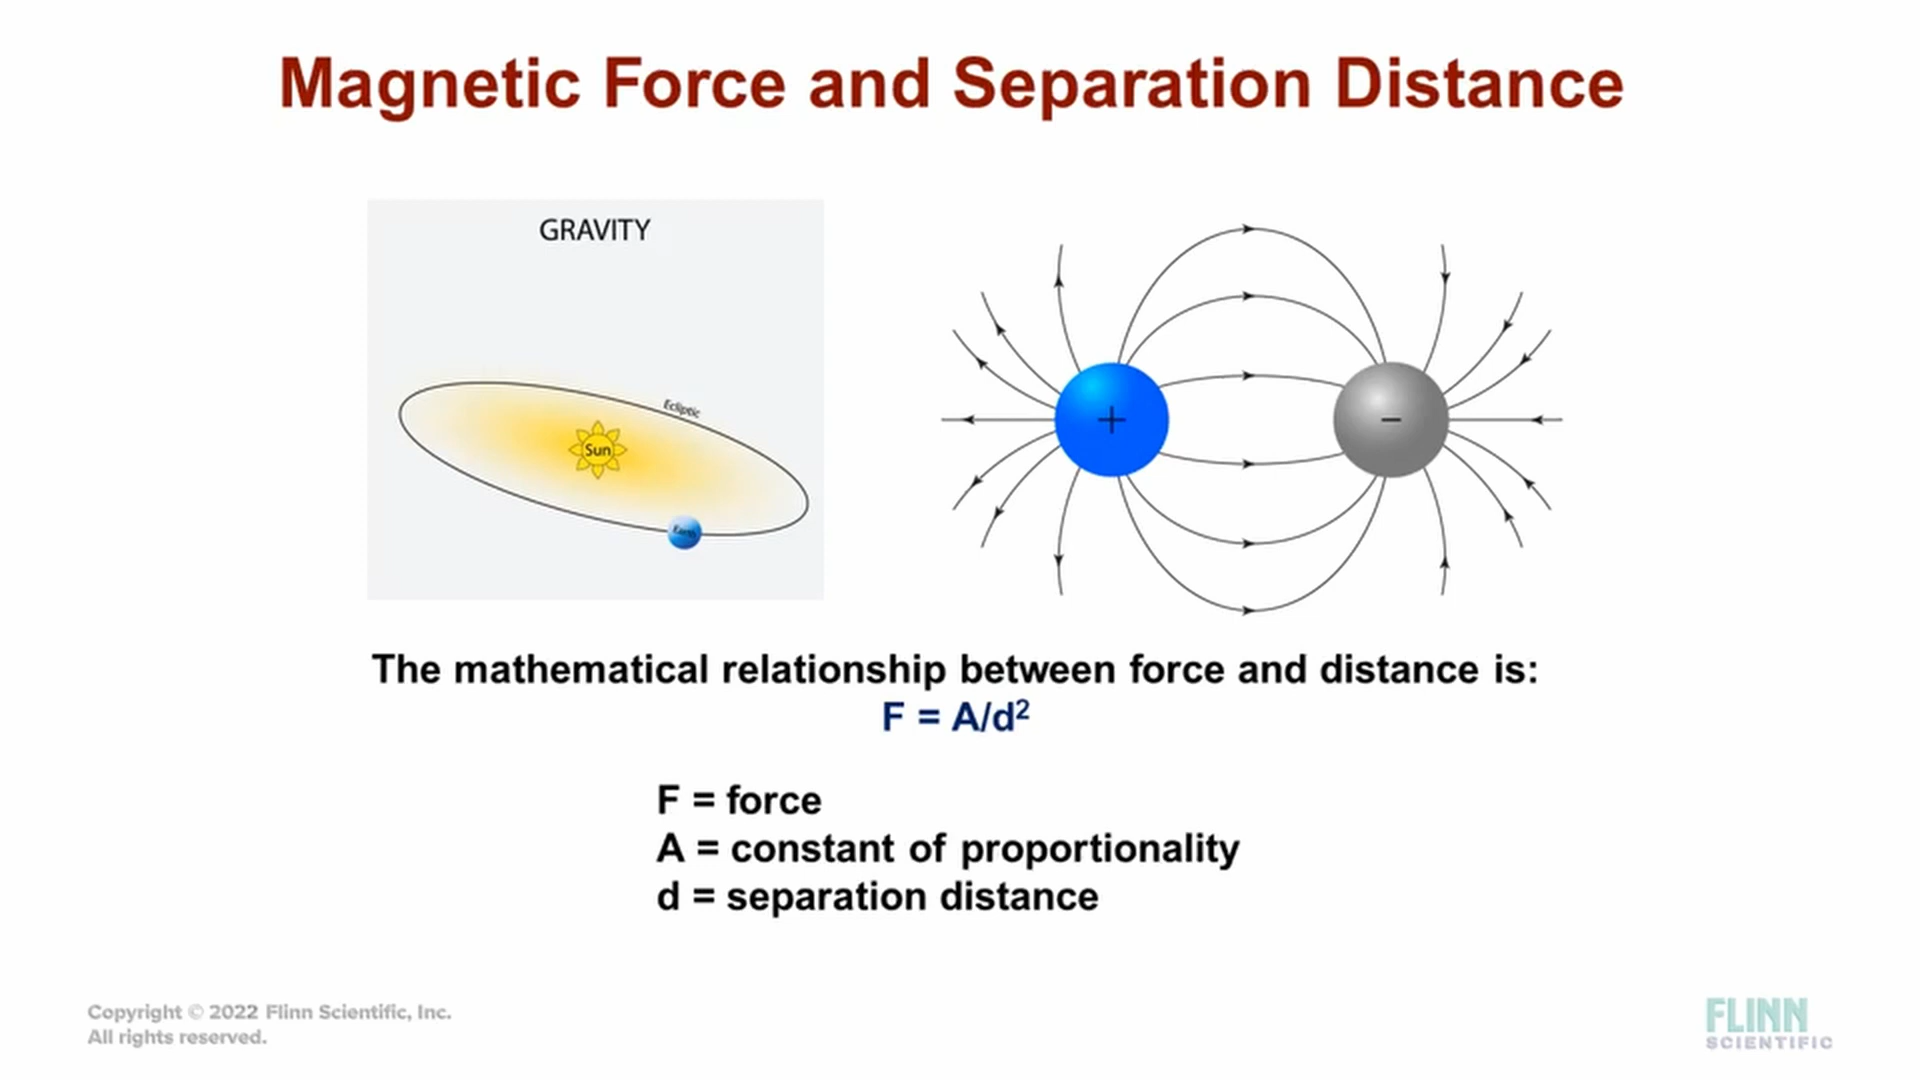 Magnetic Force and Separation Distance
GRAVITY
Ecliptic
Sun
Earth
+
−
The mathematical relationship between force and distance is:
F = A/d²
F = force
A = constant of proportionality
d = separation distance
Copyright © 2022 Flinn Scientific, Inc.
All rights reserved.
FLINN
SCIENTIFIC